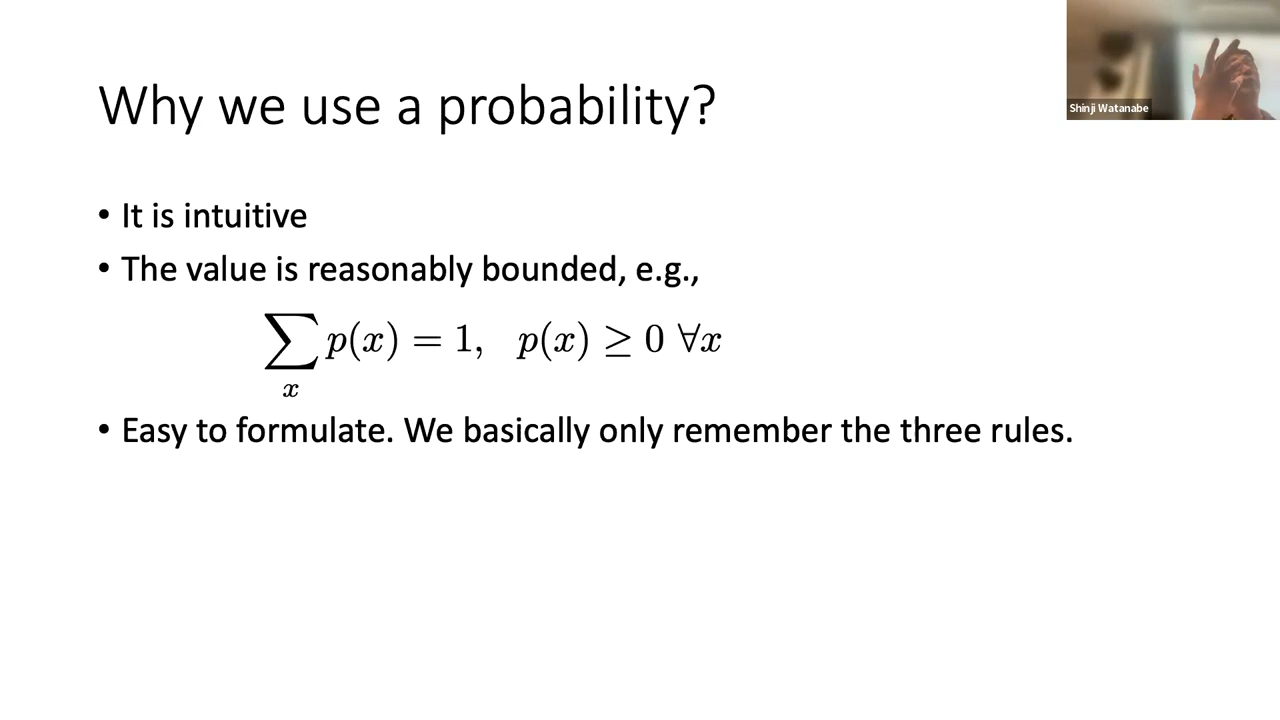 Shinji Watanabe
Why we use a probability?
• It is intuitive
• The value is reasonably bounded, e.g.,
∑_x p(x) = 1, p(x) ≥ 0 ∀x
• Easy to formulate. We basically only remember the three rules.